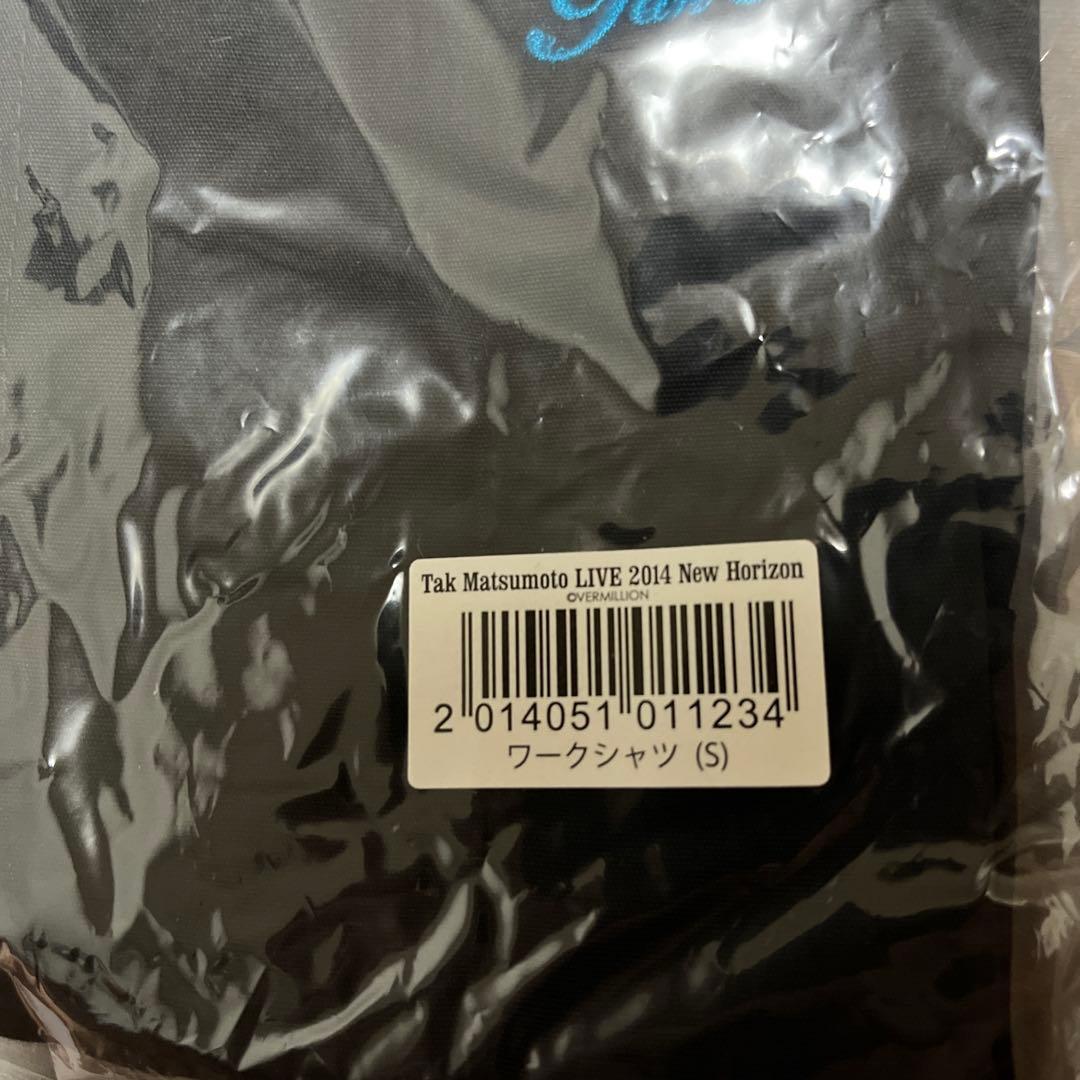 Tak Matsumoto LIVE 2014 New Horizon
©VERMILLION
2 014051 011234
ワークシャツ (S)